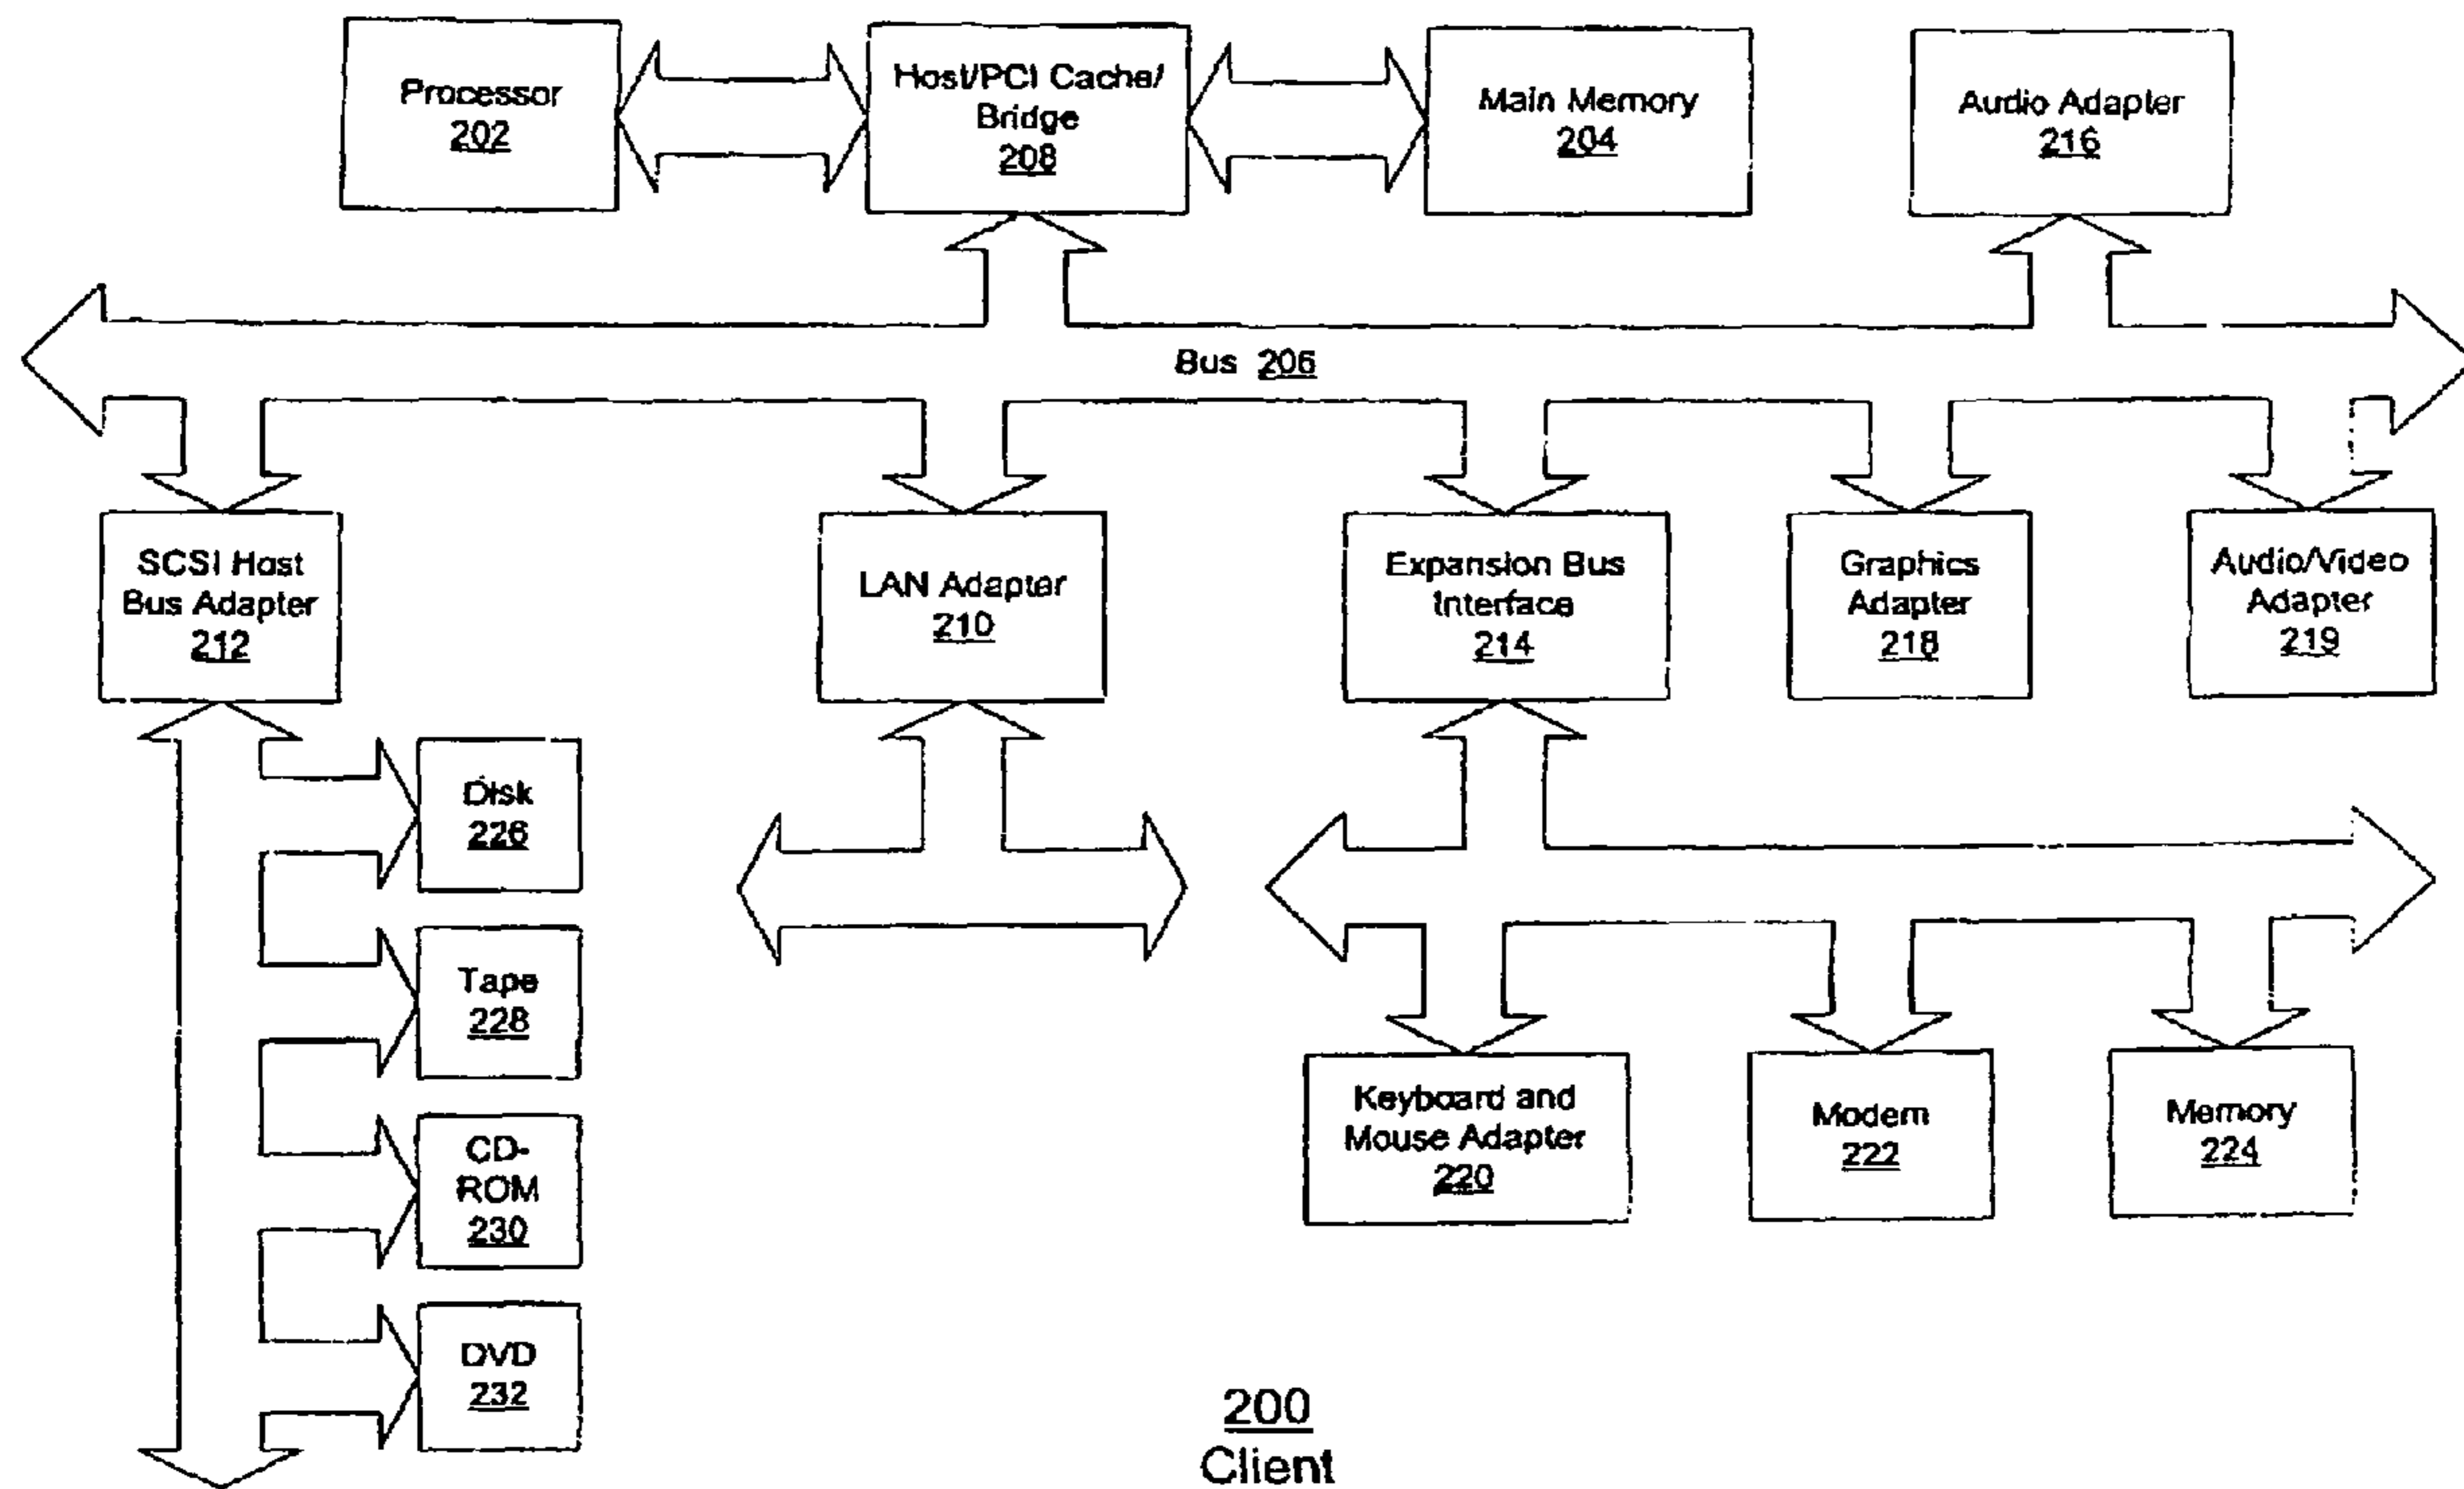 Processor
202
Host/PCI Cache/
Bridge
208
Main Memory
204
Audio Adapter
216
Bus 206
SCSI Host
Bus Adapter
212
LAN Adapter
210
Expansion Bus
Interface
214
Graphics
Adapter
218
Audio/Video
Adapter
219
Disk
226
Tape
228
CD-
ROM
230
DVD
232
Keyboard and
Mouse Adapter
220
Modem
222
Memory
224
200
Client